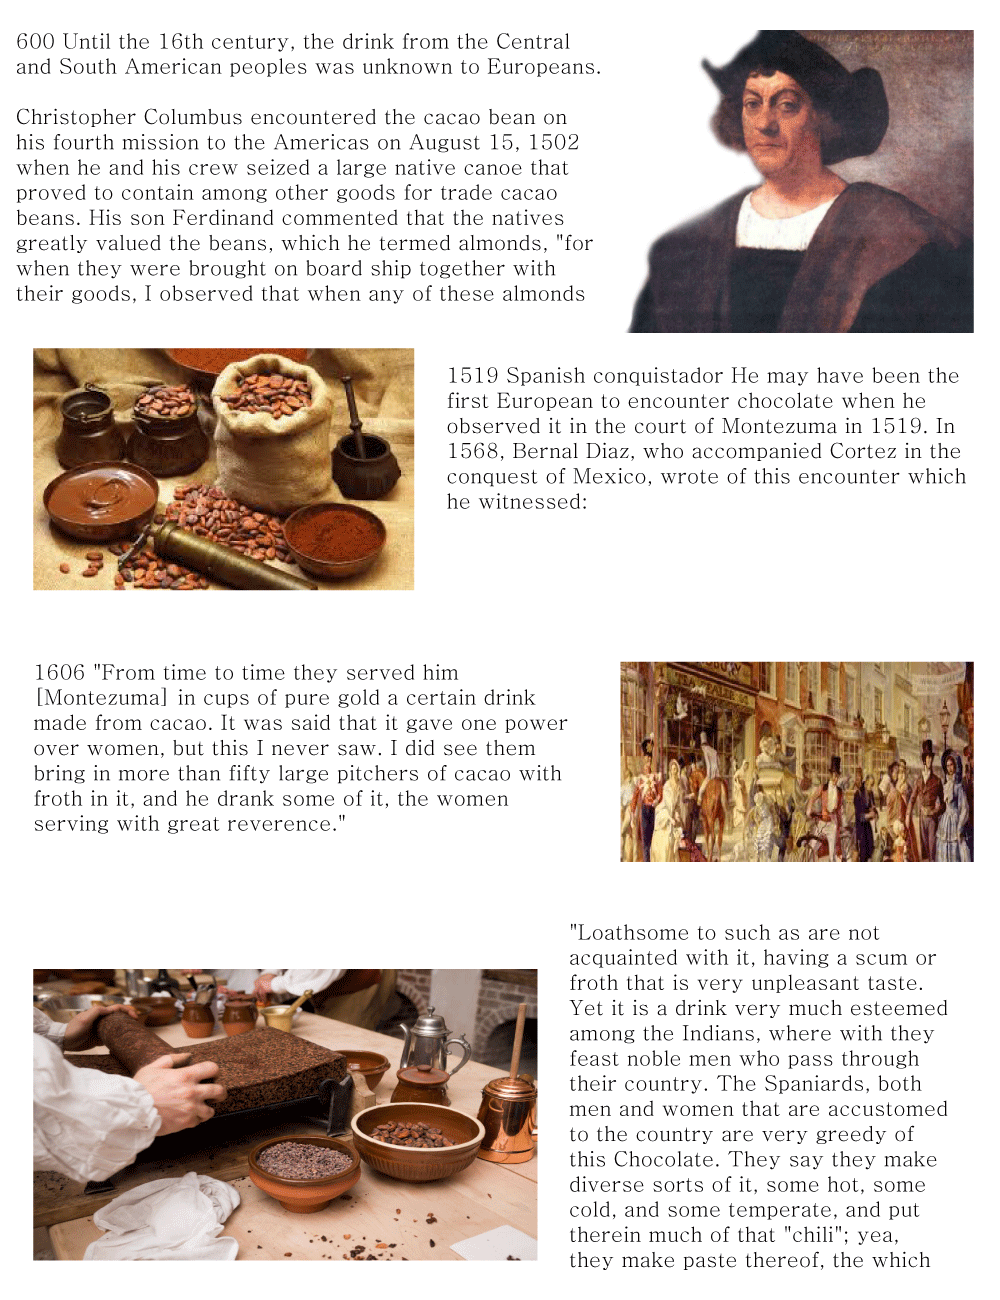 600 Until the 16th century, the drink from the Central
and South American peoples was unknown to Europeans.
Christopher Columbus encountered the cacao bean on
his fourth mission to the Americas on August 15, 1502
when he and his crew seized a large native canoe that
proved to contain among other goods for trade cacao
beans. His son Ferdinand commented that the natives
greatly valued the beans, which he termed almonds, "for
when they were brought on board ship together with
their goods, I observed that when any of these almonds
1519 Spanish conquistador He may have been the
first European to encounter chocolate when he
observed it in the court of Montezuma in 1519. In
1568, Bernal Diaz, who accompanied Cortez in the
conquest of Mexico, wrote of this encounter which
he witnessed:
1606 "From time to time they served him
[Montezuma] in cups of pure gold a certain drink
made from cacao. It was said that it gave one power
over women, but this I never saw. I did see them
bring in more than fifty large pitchers of cacao with
froth in it, and he drank some of it, the women
serving with great reverence."
"Loathsome to such as are not
acquainted with it, having a scum or
froth that is very unpleasant taste.
Yet it is a drink very much esteemed
among the Indians, where with they
feast noble men who pass through
their country. The Spaniards, both
men and women that are accustomed
to the country are very greedy of
this Chocolate. They say they make
diverse sorts of it, some hot, some
cold, and some temperate, and put
therein much of that "chili"; yea,
they make paste thereof, the which